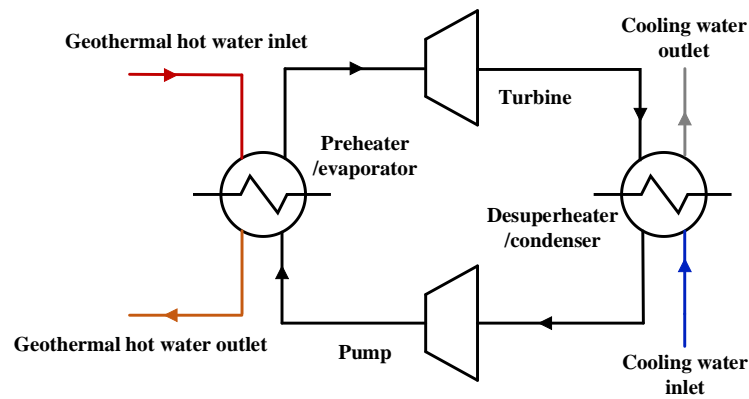 Geothermal hot water inlet
Cooling water
outlet
Turbine
Preheater
/evaporator
Desuperheater
/condenser
Geothermal hot water outlet
Pump
Cooling water
inlet